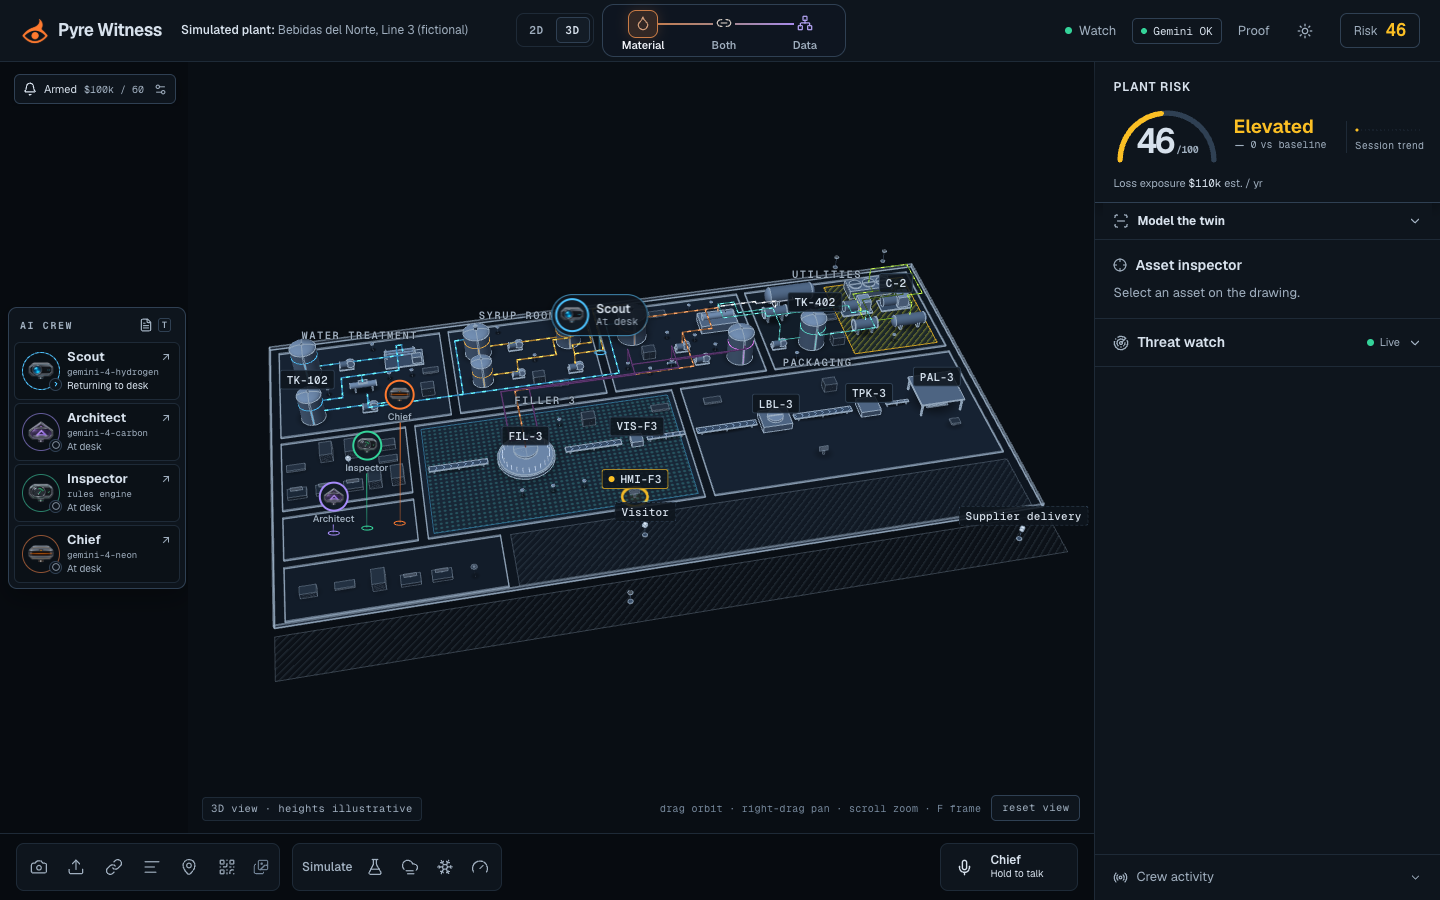 Pyre Witness
Simulated plant: Bebidas del Norte, Line 3 (fictional)
2D
3D
Material
Both
Data
Watch
Gemini OK
Proof
Risk 46
Armed $100k / 60
AI CREW
T
Scout
gemini-4-hydrogen
Returning to desk
Architect
gemini-4-carbon
At desk
Inspector
rules engine
At desk
Chief
gemini-4-neon
At desk
UTILITIES
C-2
TK-402
Scout
At desk
SYRUP ROOM
WATER TREATMENT
PACKAGING
TK-102
PAL-3
TPK-3
Chief
FILLER 3
LBL-3
VIS-F3
FIL-3
Inspector
HMI-F3
Architect
Visitor
Supplier delivery
3D view · heights illustrative
drag orbit · right-drag pan · scroll zoom · F frame
reset view
Simulate
Chief
Hold to talk
PLANT RISK
46 /100
Elevated
— 0 vs baseline
Session trend
Loss exposure $110k est. / yr
Model the twin
Asset inspector
Select an asset on the drawing.
Threat watch
Live
Crew activity